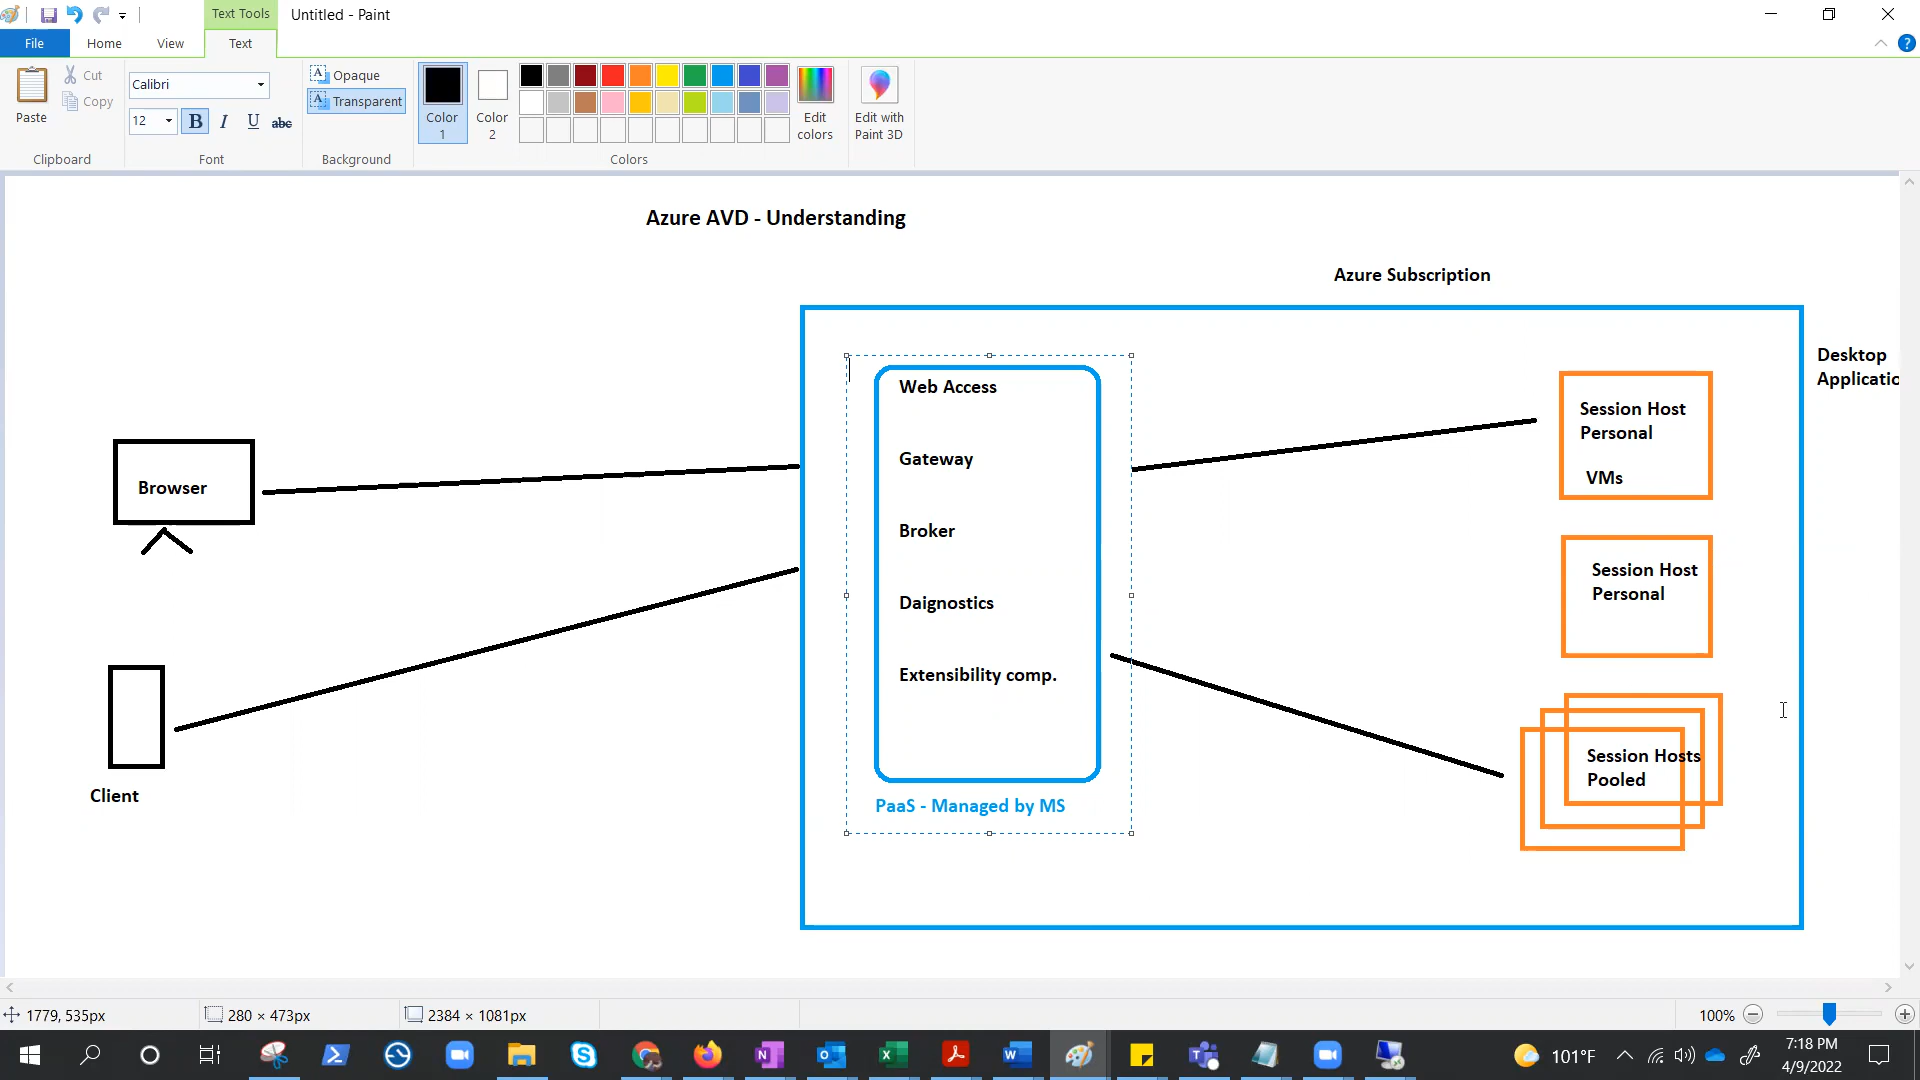 Text Tools
Untitled - Paint
File
Home
View
Text
Paste
Cut
Copy
Clipboard
Calibri
12
B
I
U
abc
Font
A Opaque
A Transparent
Background
Color
1
Color
2
Edit
colors
Colors
Edit with
Paint 3D
Azure AVD - Understanding
Azure Subscription
Desktop
Applicatio
Browser
Client
Web Access
Gateway
Broker
Daignostics
Extensibility comp.
PaaS - Managed by MS
Session Host
Personal
VMs
Session Host
Personal
Session Hosts
Pooled
1779, 535px
280 × 473px
2384 × 1081px
100%
101°F
7:18 PM
4/9/2022